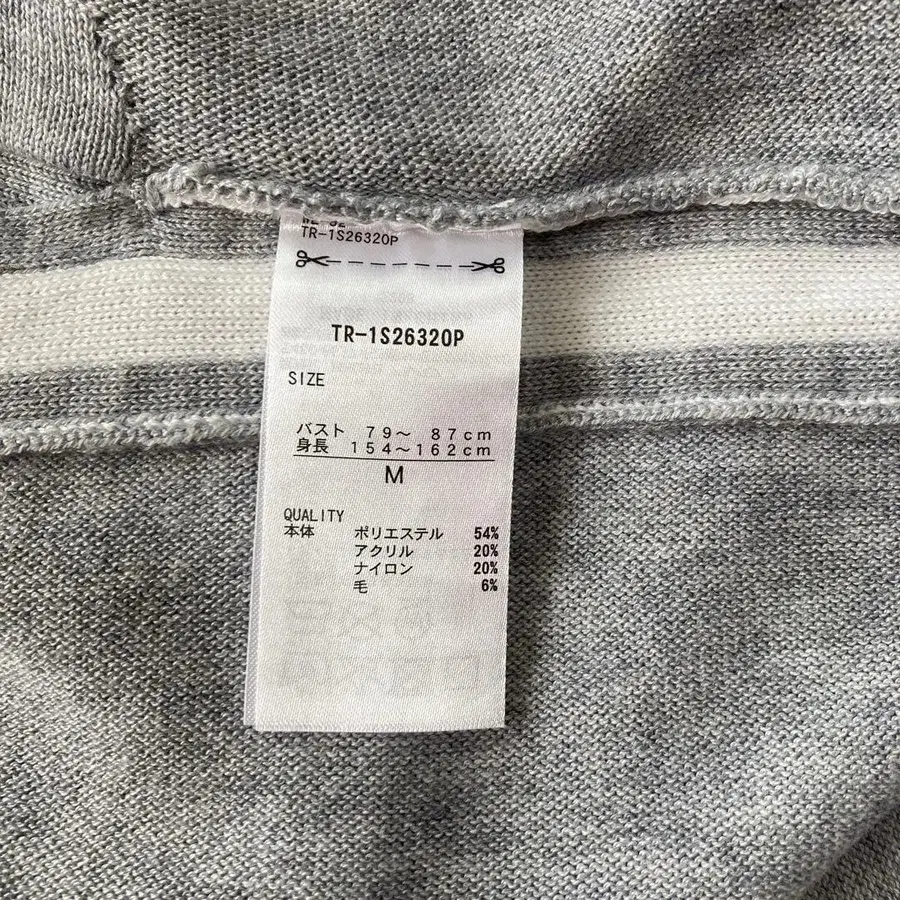 TR-1S26320P
TR-1S26320P
SIZE
バスト 79～ 87cm
身長 154～162cm
M
QUALITY
本体 ポリエステル 54%
アクリル 20%
ナイロン 20%
毛 6%